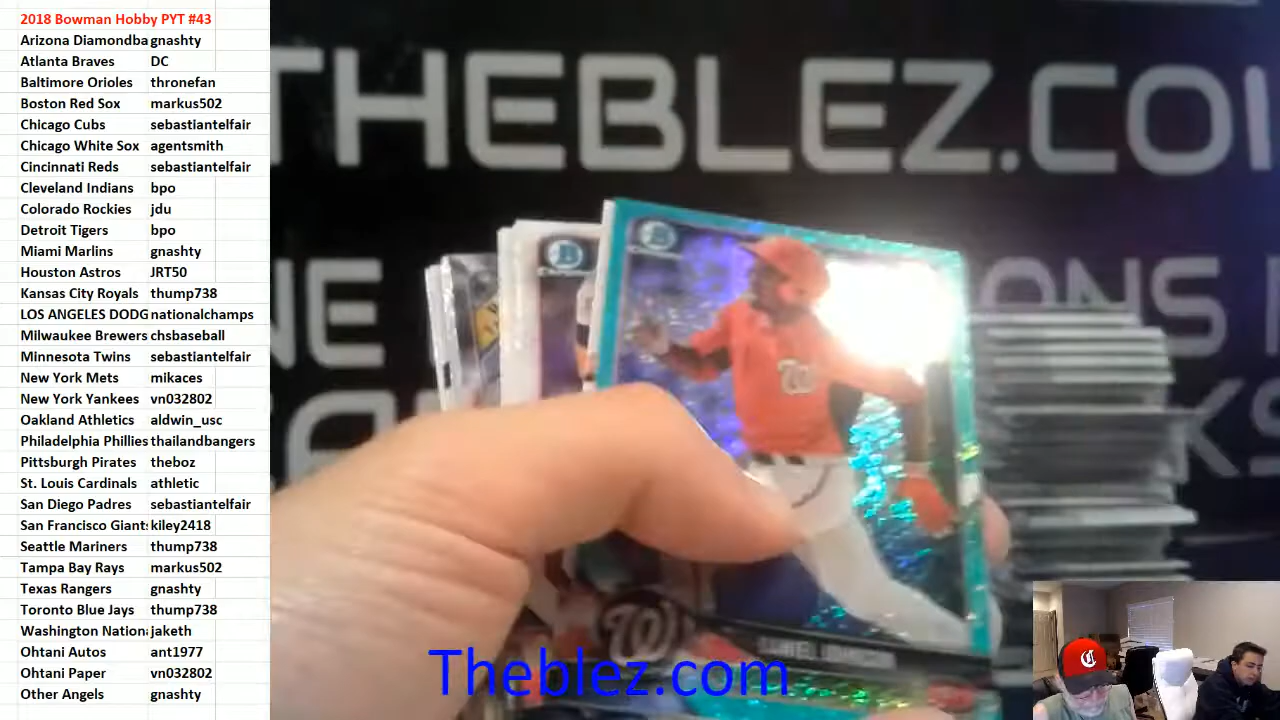 2018 Bowman Hobby PYT #43
Arizona Diamondba gnashty
Atlanta Braves DC
Baltimore Orioles thronefan
Boston Red Sox markus502
Chicago Cubs sebastiantelfair
Chicago White Sox agentsmith
Cincinnati Reds sebastiantelfair
Cleveland Indians bpo
Colorado Rockies jdu
Detroit Tigers bpo
Miami Marlins gnashty
Houston Astros JRT50
Kansas City Royals thump738
LOS ANGELES DODG nationalchamps
Milwaukee Brewers chsbaseball
Minnesota Twins sebastiantelfair
New York Mets mikaces
New York Yankees vn032802
Oakland Athletics aldwin_usc
Philadelphia Phillies thailandbangers
Pittsburgh Pirates theboz
St. Louis Cardinals athletic
San Diego Padres sebastiantelfair
San Francisco Giants kiley2418
Seattle Mariners thump738
Tampa Bay Rays markus502
Texas Rangers gnashty
Toronto Blue Jays thump738
Washington Nation jaketh
Ohtani Autos ant1977
Ohtani Paper vn032802
Other Angels gnashty
THEBLEZ.CO
W
Theblez.com